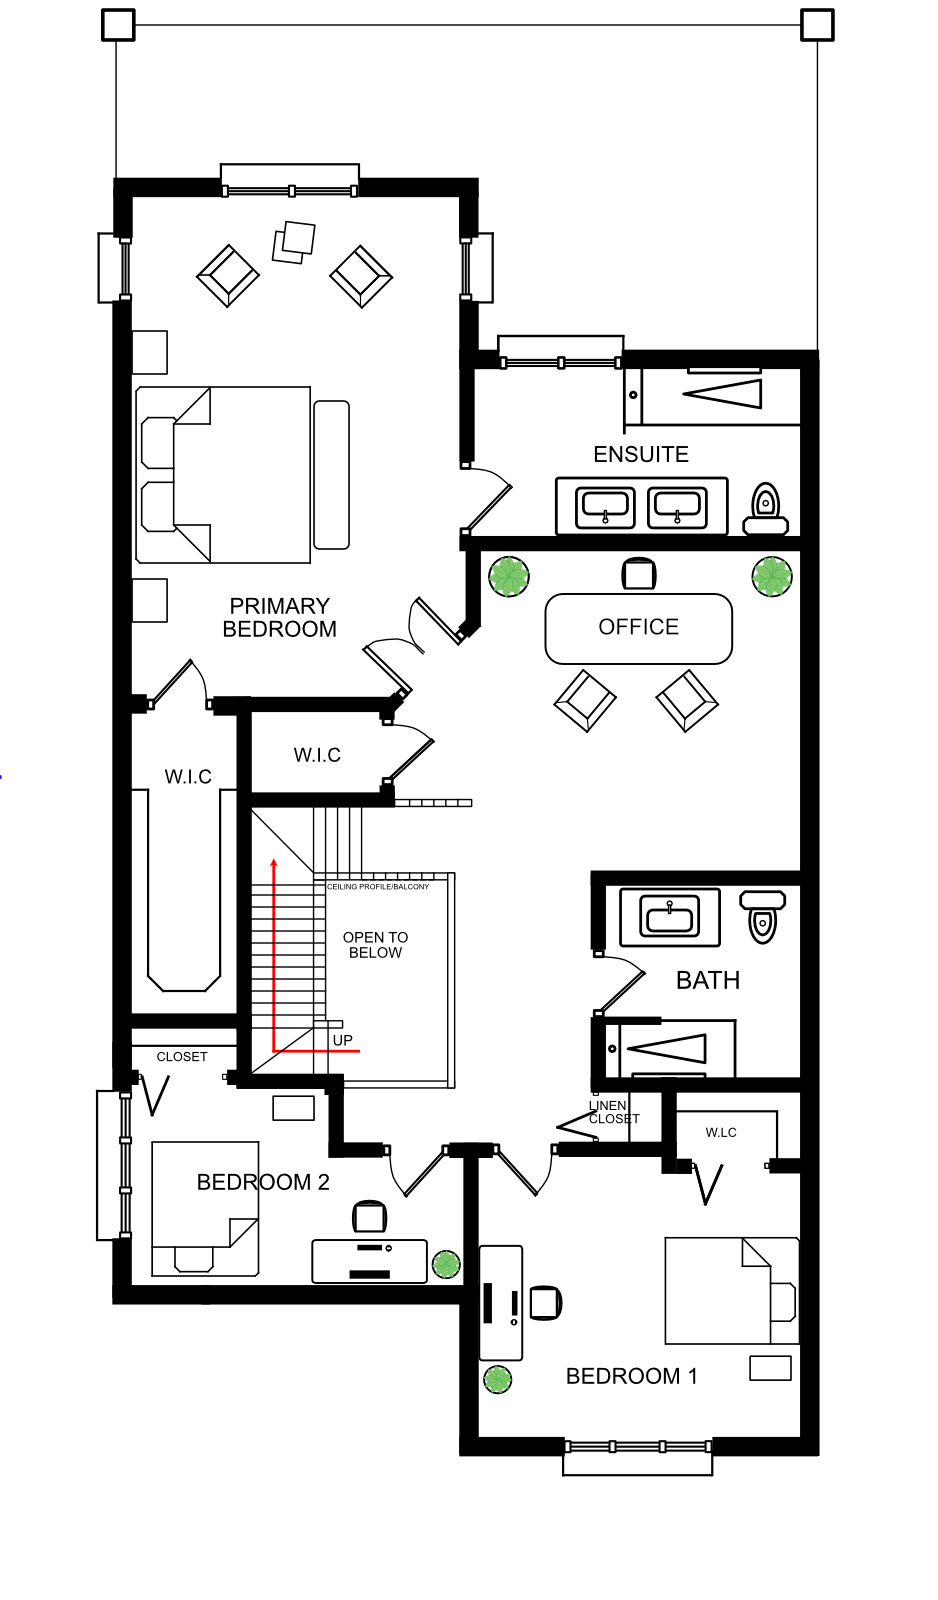 ENSUITE
PRIMARY
BEDROOM
OFFICE
W.I.C
W.I.C
CEILING PROFILE/BALCONY
OPEN TO
BELOW
BATH
UP
CLOSET
LINEN
CLOSET
W.I.C
BEDROOM 2
BEDROOM 1